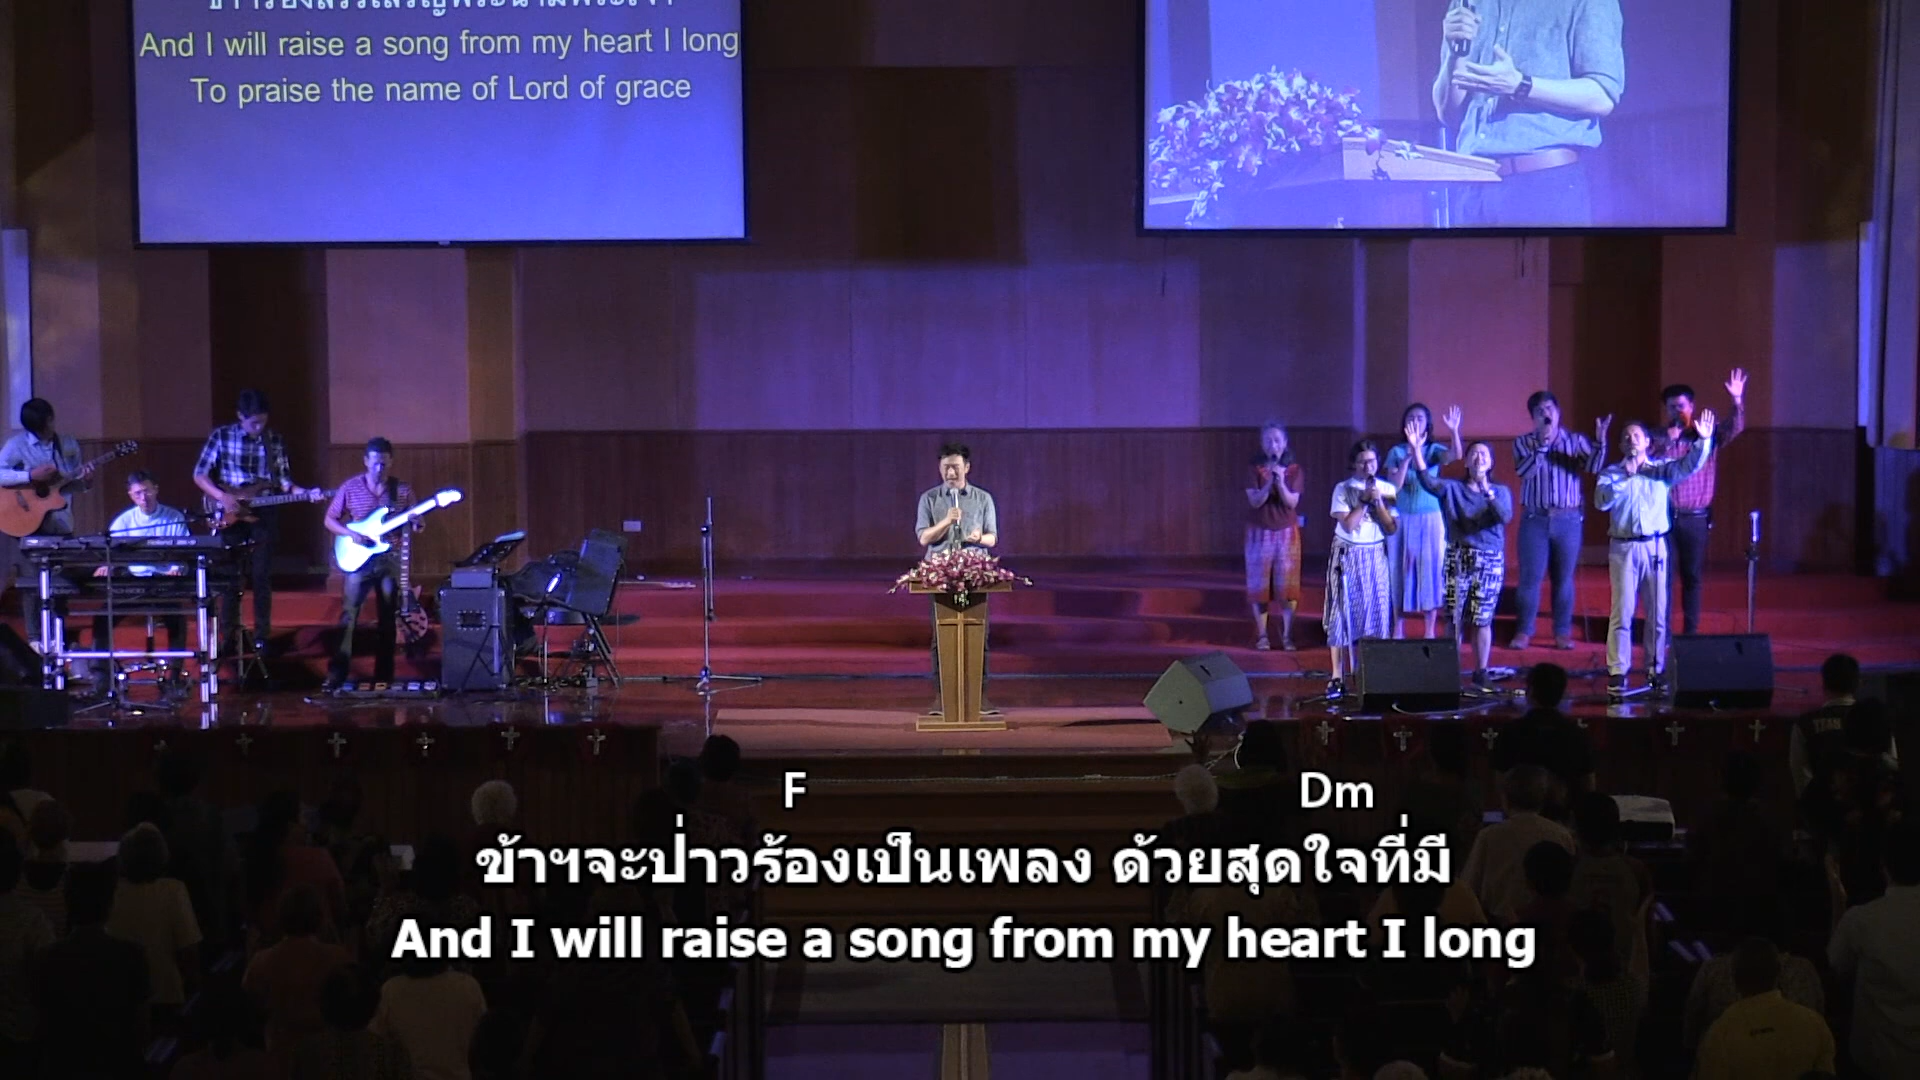 And I will raise a song from my heart I long
To praise the name of Lord of grace
Roland
F Dm
ข้าฯจะป่าวร้องเป็นเพลง ด้วยสุดใจที่มี
And I will raise a song from my heart I long